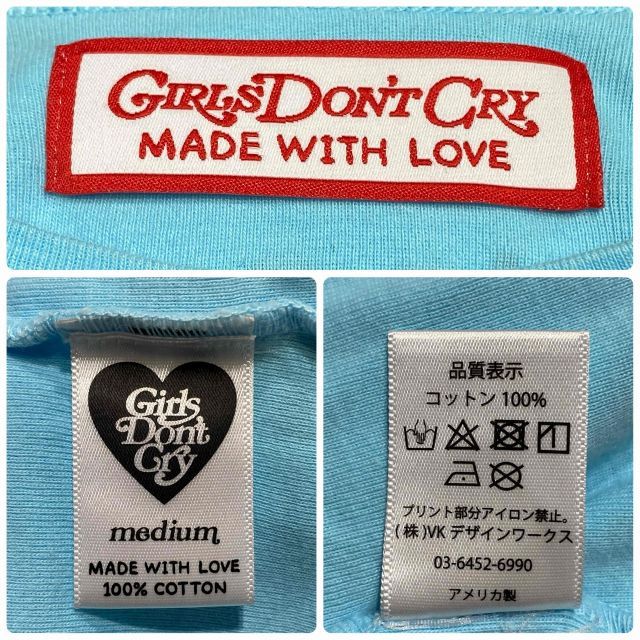 GIRLS DON'T CRY
MADE WITH LOVE
Girls
Don't
Cry
medium
MADE WITH LOVE
100% COTTON
品質表示
コットン 100%
プリント部分アイロン禁止。
(株)VK デザインワークス
03-6452-6990
アメリカ製